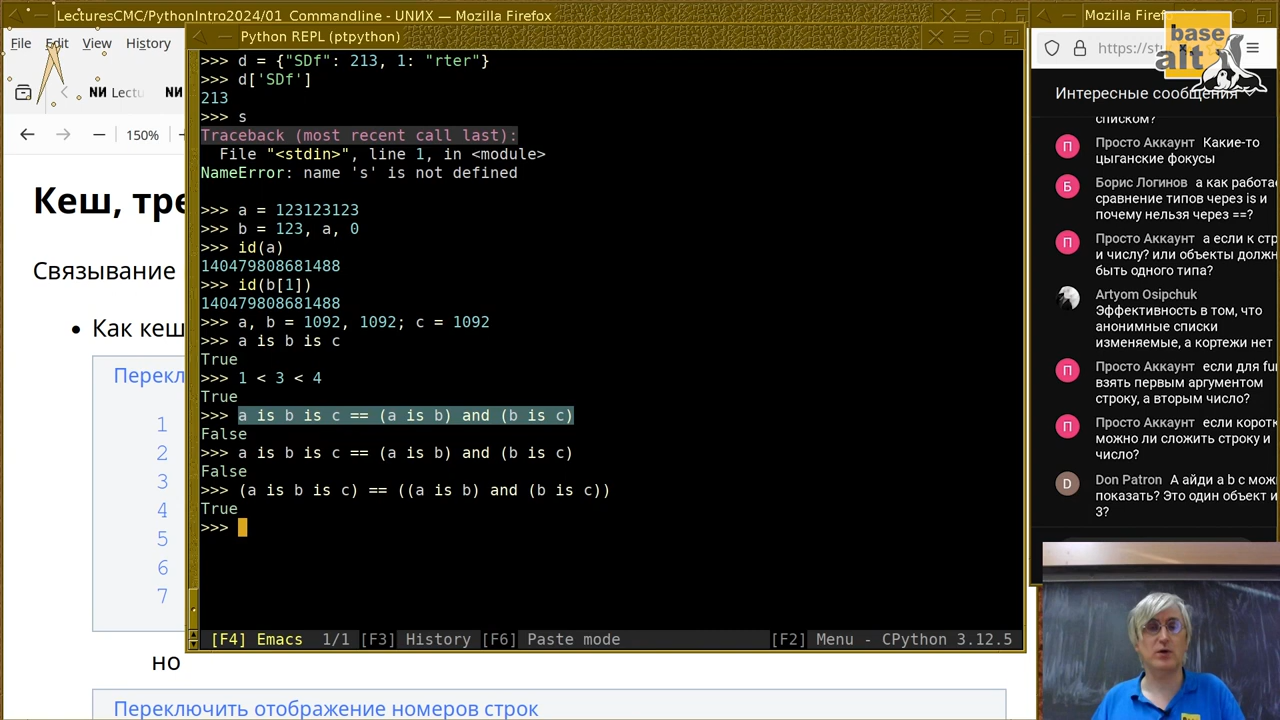 LecturesCMC/PythonIntro2024/01_Commandline - UNИX — Mozilla Firefox
File Edit View History
Lectu
150%
Кеш, тре
Связывание
• Как кеш
Перекл
1
2
3
4
5
6
7
но
Переключить отображение номеров строк
Python REPL (ptpython)
>>> d = {"SDf": 213, 1: "rter"}
>>> d['SDf']
213
>>> s
Traceback (most recent call last):
  File "<stdin>", line 1, in <module>
NameError: name 's' is not defined
>>> a = 123123123
>>> b = 123, a, 0
>>> id(a)
140479808681488
>>> id(b[1])
140479808681488
>>> a, b = 1092, 1092; c = 1092
>>> a is b is c
True
>>> 1 < 3 < 4
True
>>> a is b is c == (a is b) and (b is c)
False
>>> a is b is c == (a is b) and (b is c)
False
>>> (a is b is c) == ((a is b) and (b is c))
True
>>>
[F4] Emacs 1/1 [F3] History [F6] Paste mode [F2] Menu - CPython 3.12.5
Mozilla Firef
base
alt
https://st
Интересные сообщения
списком?
П Просто Аккаунт Какие-то
цыганские фокусы
Б Борис Логинов а как работа
сравнение типов через is и
почему нельзя через ==?
П Просто Аккаунт а если к стр
и числу? или объекты должн
быть одного типа?
Artyom Osipchuk
Эффективность в том, что
анонимные списки
изменяемые, а кортежи нет
П Просто Аккаунт если для fu
взять первым аргументом
строку, а вторым число?
П Просто Аккаунт если коротк
можно ли сложить строку и
число?
D Don Patron А айди a b c мож
показать? Это один объект и
3?